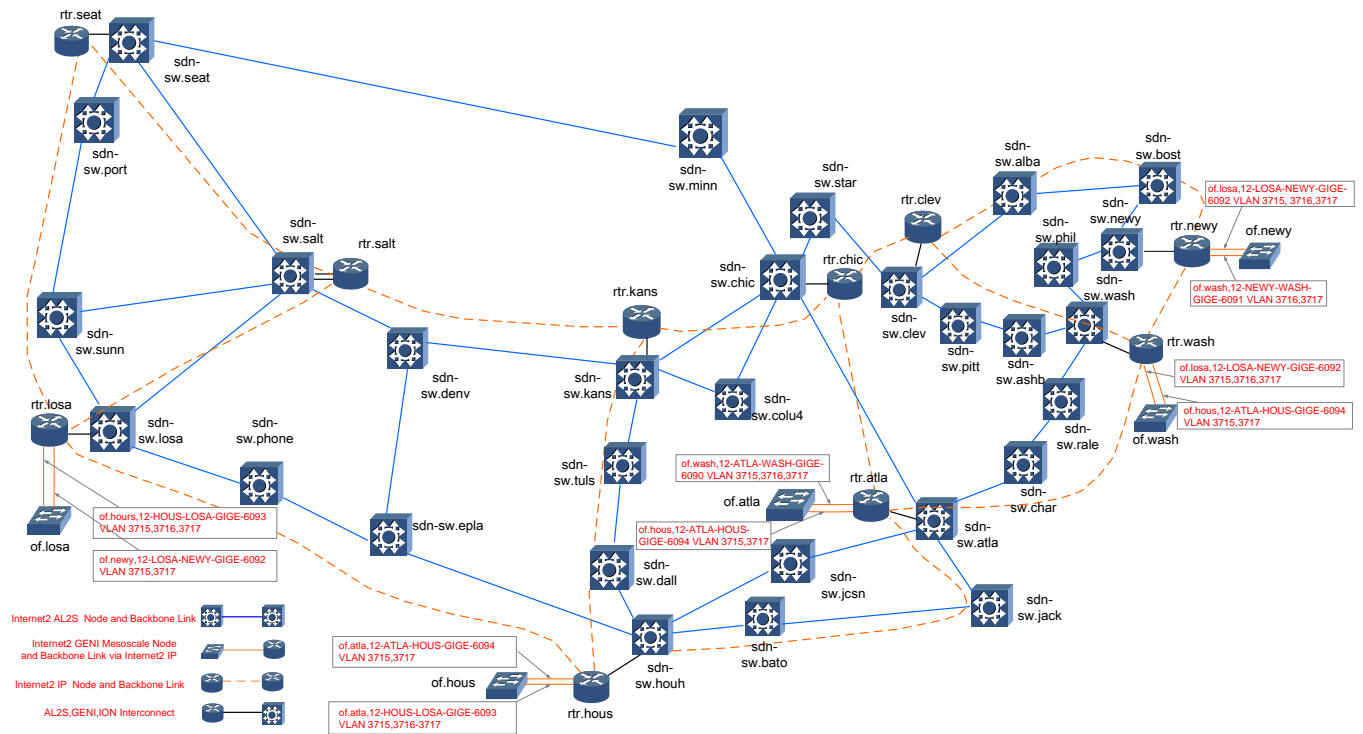 rtr.seat
sdn-
sw.seat
sdn-
sw.port
sdn-
sw.minn
sdn-
sw.star
sdn-
sw.alba
sdn-
sw.bost
of.losa,12-LOSA-NEWY-GIGE-
6092 VLAN 3715, 3716,3717
rtr.clev
sdn-
sw.newy
rtr.newy
of.newy
sdn-
sw.phil
sdn-
sw.salt
rtr.salt
sdn-
sw.chic
rtr.chic
sdn-
sw.wash
of.wash,12-NEWY-WASH-
GIGE-6091 VLAN 3716,3717
rtr.kans
sdn-
sw.clev
sdn-
sw.sunn
sdn-
sw.pitt
sdn-
sw.ashb
rtr.wash
of.losa,12-LOSA-NEWY-GIGE-6092
VLAN 3715,3716,3717
sdn-
sw.denv
sdn-
sw.kans
sdn-
sw.colu4
of.hous,12-ATLA-HOUS-GIGE-6094
VLAN 3715,3717
of.wash
rtr.losa
sdn-
sw.losa
sdn-
sw.phone
sdn-
sw.rale
sdn-
sw.tuls
of.wash,12-ATLA-WASH-GIGE-
6090 VLAN 3715,3716,3717
rtr.atla
of.atla
sdn-
sw.char
of.hours,12-HOUS-LOSA-GIGE-6093
VLAN 3715,3716,3717
sdn-sw.epla
of.hous,12-ATLA-HOUS-
GIGE-6094 VLAN 3715,3717
sdn-
sw.atla
of.losa
of.newy,12-LOSA-NEWY-GIGE-6092
VLAN 3715,3717
sdn-
sw.dall
sdn-
sw.jcsn
sdn-
sw.jack
Internet2 AL2S Node and Backbone Link
Internet2 GENI Mesoscale Node
and Backbone Link via Internet2 IP
Internet2 IP Node and Backbone Link
AL2S,GENI,ION Interconnect
of.atla,12-ATLA-HOUS-GIGE-6094
VLAN 3715,3717
sdn-
sw.houh
sdn-
sw.bato
of.hous
rtr.hous
of.atla,12-HOUS-LOSA-GIGE-6093
VLAN 3715,3716-3717